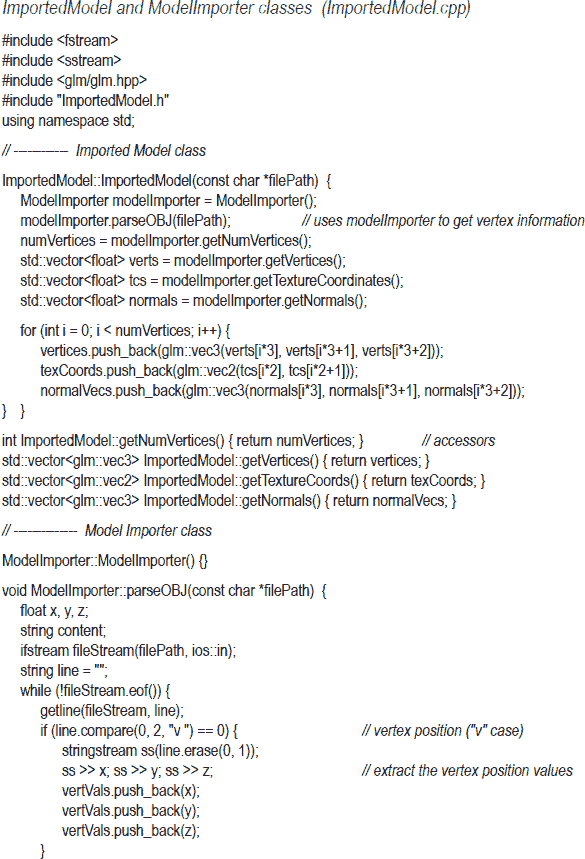 ImportedModel and ModelImporter classes (ImportedModel.cpp)
#include <fstream>
#include <sstream>
#include <glm/glm.hpp>
#include "ImportedModel.h"
using namespace std;
// ------------- Imported Model class
ImportedModel::ImportedModel(const char *filePath) {
ModelImporter modelImporter = ModelImporter();
modelImporter.parseOBJ(filePath); // uses modelImporter to get vertex information
numVertices = modelImporter.getNumVertices();
std::vector<float> verts = modelImporter.getVertices();
std::vector<float> tcs = modelImporter.getTextureCoordinates();
std::vector<float> normals = modelImporter.getNormals();
for (int i = 0; i < numVertices; i++) {
vertices.push_back(glm::vec3(verts[i*3], verts[i*3+1], verts[i*3+2]));
texCoords.push_back(glm::vec2(tcs[i*2], tcs[i*2+1]));
normalVecs.push_back(glm::vec3(normals[i*3], normals[i*3+1], normals[i*3+2]));
} }
int ImportedModel::getNumVertices() { return numVertices; } // accessors
std::vector<glm::vec3> ImportedModel::getVertices() { return vertices; }
std::vector<glm::vec2> ImportedModel::getTextureCoords() { return texCoords; }
std::vector<glm::vec3> ImportedModel::getNormals() { return normalVecs; }
// --------------- Model Importer class
ModelImporter::ModelImporter() {}
void ModelImporter::parseOBJ(const char *filePath) {
float x, y, z;
string content;
ifstream fileStream(filePath, ios::in);
string line = "";
while (!fileStream.eof()) {
getline(fileStream, line);
if (line.compare(0, 2, "v ") == 0) { // vertex position ("v" case)
stringstream ss(line.erase(0, 1));
ss >> x; ss >> y; ss >> z; // extract the vertex position values
vertVals.push_back(x);
vertVals.push_back(y);
vertVals.push_back(z);
}